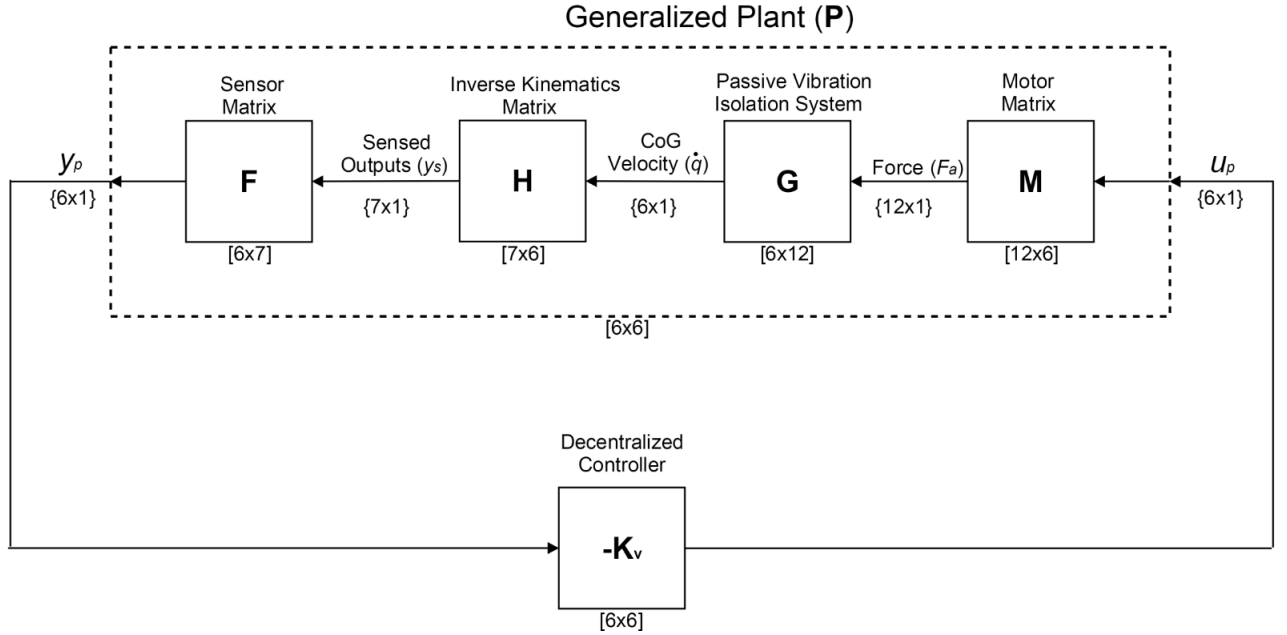 Generalized Plant (P)
Sensor
Matrix
Inverse Kinematics
Matrix
Passive Vibration
Isolation System
Motor
Matrix
yp
{6x1}
F
[6x7]
Sensed
Outputs (ys)
{7x1}
H
[7x6]
CoG
Velocity (q̇)
{6x1}
G
[6x12]
Force (Fa)
{12x1}
M
[12x6]
up
{6x1}
[6x6]
Decentralized
Controller
-Kv
[6x6]